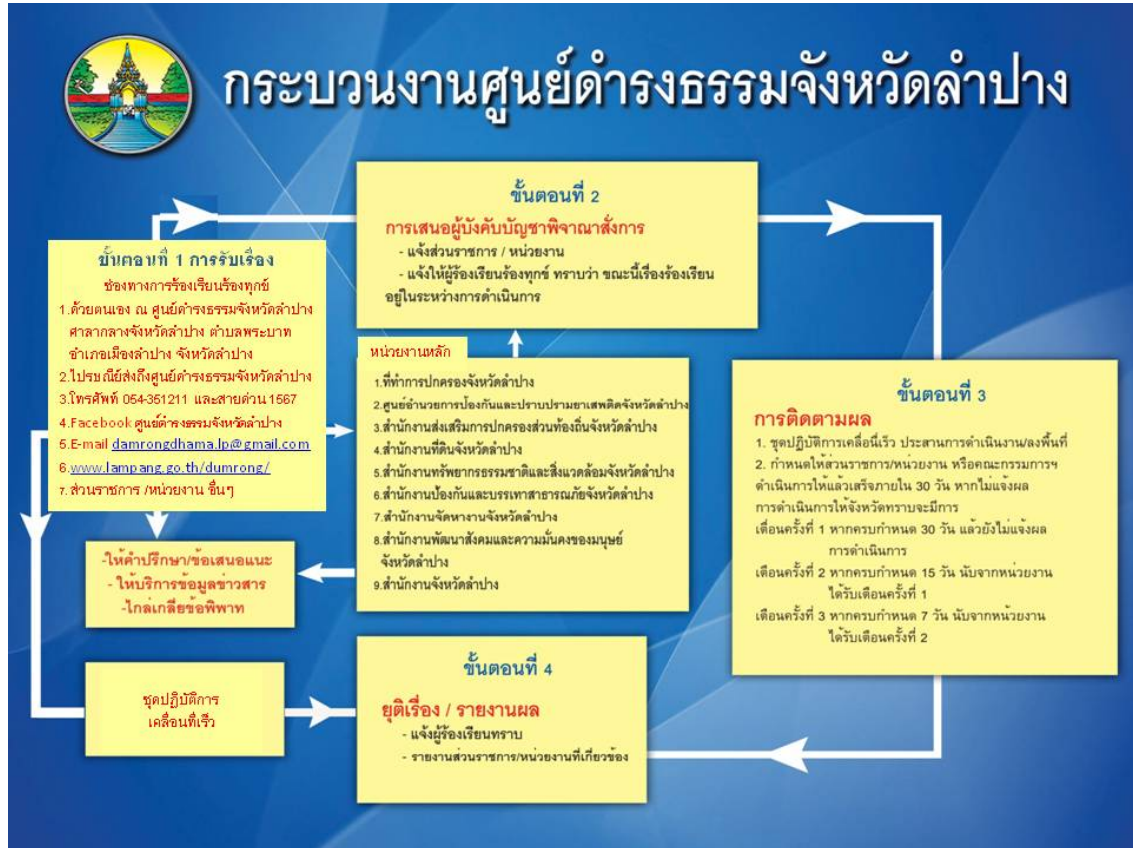 กระบวนงานศูนย์ดำรงธรรมจังหวัดลำปาง
ขั้นตอนที่ 1 การรับเรื่อง
ช่องทางการร้องเรียนร้องทุกข์
1.ด้วยตนเอง ณ ศูนย์ดำรงธรรมจังหวัดลำปาง
ศาลากลางจังหวัดลำปาง ตำบลพระบาท
อำเภอเมืองลำปาง จังหวัดลำปาง
2.ไปรษณีย์ส่งถึงศูนย์ดำรงธรรมจังหวัดลำปาง
3.โทรศัพท์ 054-351211 และสายด่วน 1567
4.Facebook ศูนย์ดำรงธรรมจังหวัดลำปาง
5.E-mail damrongdhama.lp@gmail.com
6.www.lampang.go.th/dumrong/
7.ส่วนราชการ /หน่วยงาน อื่นๆ
ขั้นตอนที่ 2
การเสนอผู้บังคับบัญชาพิจาณาสั่งการ
- แจ้งส่วนราชการ / หน่วยงาน
- แจ้งให้ผู้ร้องเรียนร้องทุกข์ ทราบว่า ขณะนี้เรื่องร้องเรียน
อยู่ในระหว่างการดำเนินการ
หน่วยงานหลัก
1.ที่ทำการปกครองจังหวัดลำปาง
2.ศูนย์อำนวยการป้องกันและปราบปรามยาเสพติดจังหวัดลำปาง
3.สำนักงานส่งเสริมการปกครองส่วนท้องถิ่นจังหวัดลำปาง
4.สำนักงานที่ดินจังหวัดลำปาง
5.สำนักงานทรัพยากรธรรมชาติและสิ่งแวดล้อมจังหวัดลำปาง
6.สำนักงานป้องกันและบรรเทาสาธารณภัยจังหวัดลำปาง
7.สำนักงานจัดหางานจังหวัดลำปาง
8.สำนักงานพัฒนาสังคมและความมั่นคงของมนุษย์
จังหวัดลำปาง
9.สำนักงานจังหวัดลำปาง
-ให้คำปรึกษา/ข้อเสนอแนะ
- ให้บริการข้อมูลข่าวสาร
-ไกล่เกลี่ยข้อพิพาท
ขั้นตอนที่ 3
การติดตามผล
1. ชุดปฏิบัติการเคลื่อนี่เร็ว ประสานการดำเนินงาน/ลงพื้นที่
2. กำหนดให้ส่วนราชการ/หน่วยงาน หรือคณะกรรมการฯ
ดำเนินการให้แล้วเสร็จภายใน 30 วัน หากไม่แจ้งผล
การดำเนินการให้จังหวัดทราบจะมีการ
เตือนครั้งที่ 1 หากครบกำหนด 30 วัน แล้วยังไม่แจ้งผล
การดำเนินการ
เตือนครั้งที่ 2 หากครบกำหนด 15 วัน นับจากหน่วยงาน
ได้รับเตือนครั้งที่ 1
เตือนครั้งที่ 3 หากครบกำหนด 7 วัน นับจากหน่วยงาน
ได้รับเตือนครั้งที่ 2
ชุดปฏิบัติการ
เคลื่อนที่เร็ว
ขั้นตอนที่ 4
ยุติเรื่อง / รายงานผล
- แจ้งผู้ร้องเรียนทราบ
- รายงานส่วนราชการ/หน่วยงานที่เกี่ยวข้อง